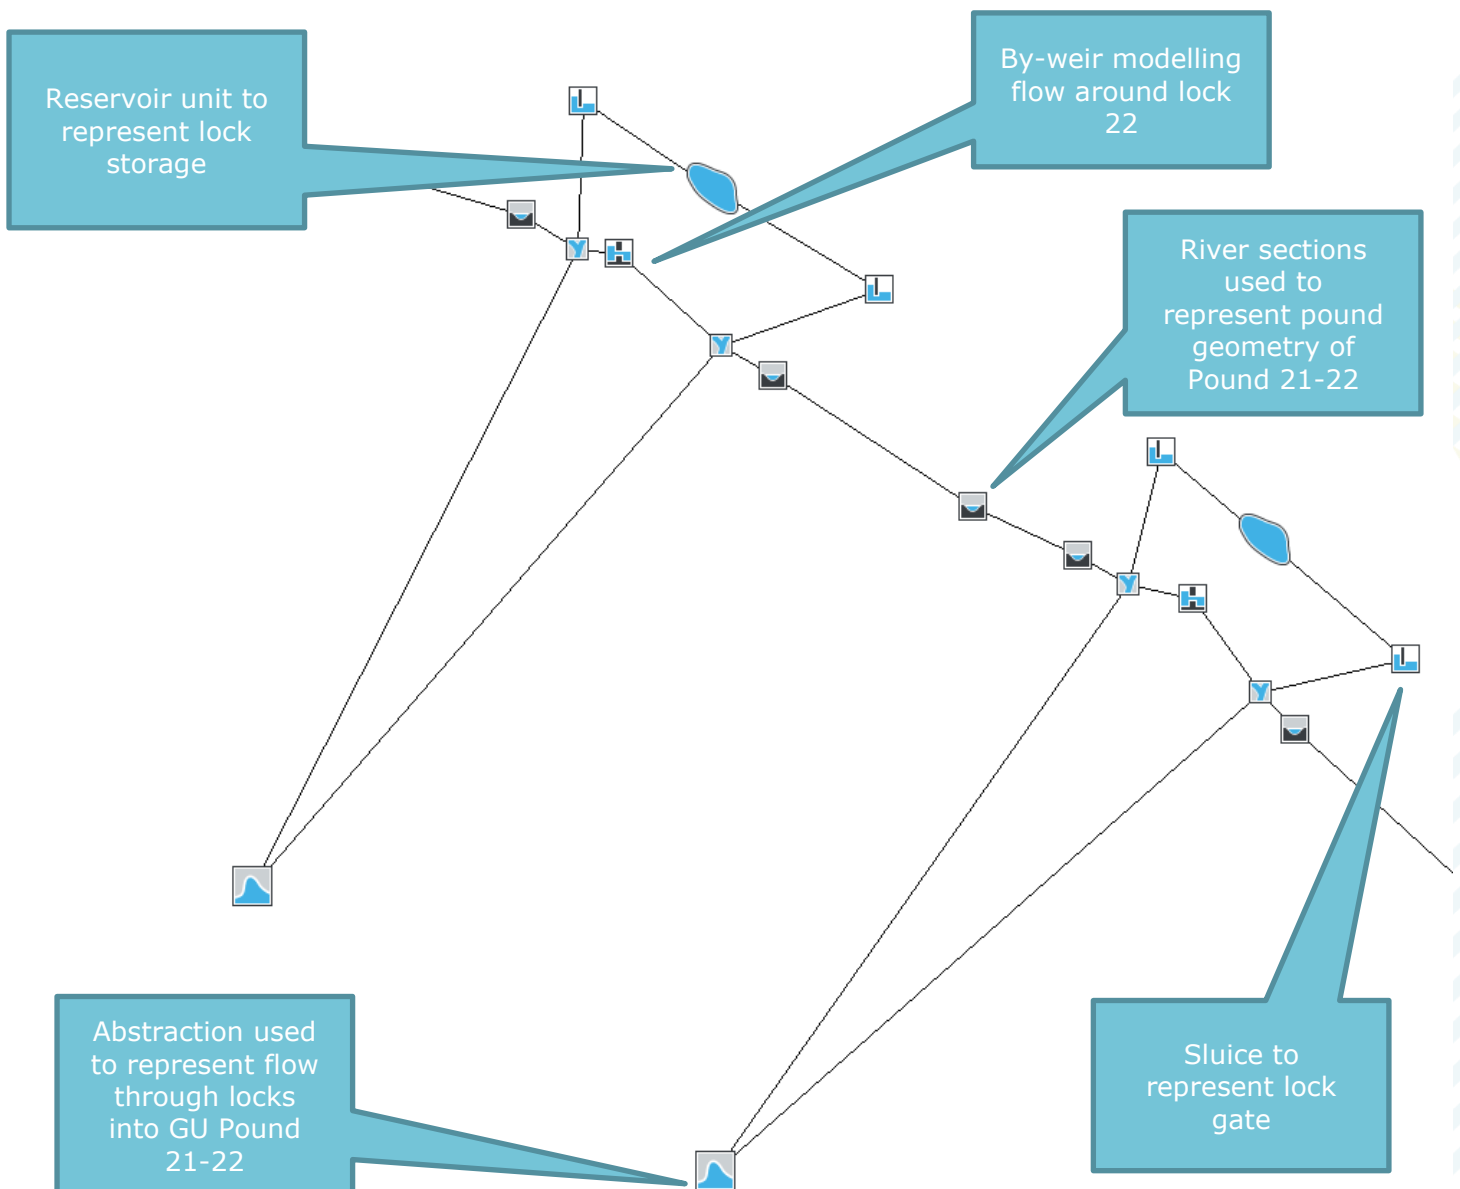 Reservoir unit to
represent lock
storage
By-weir modelling
flow around lock
22
River sections
used to
represent pound
geometry of
Pound 21-22
Abstraction used
to represent flow
through locks
into GU Pound
21-22
Sluice to
represent lock
gate